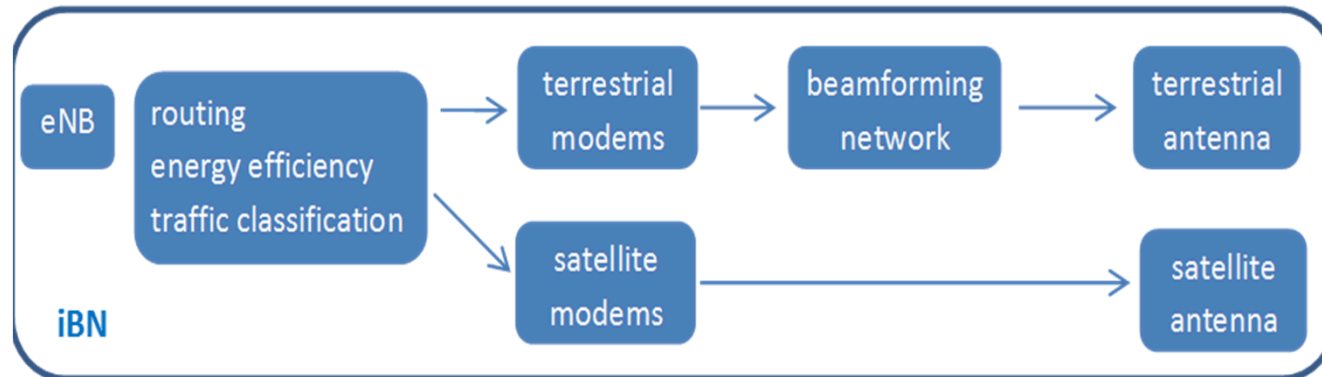 eNB
routing
energy efficiency
traffic classification
terrestrial
modems
beamforming
network
terrestrial
antenna
satellite
modems
satellite
antenna
iBN